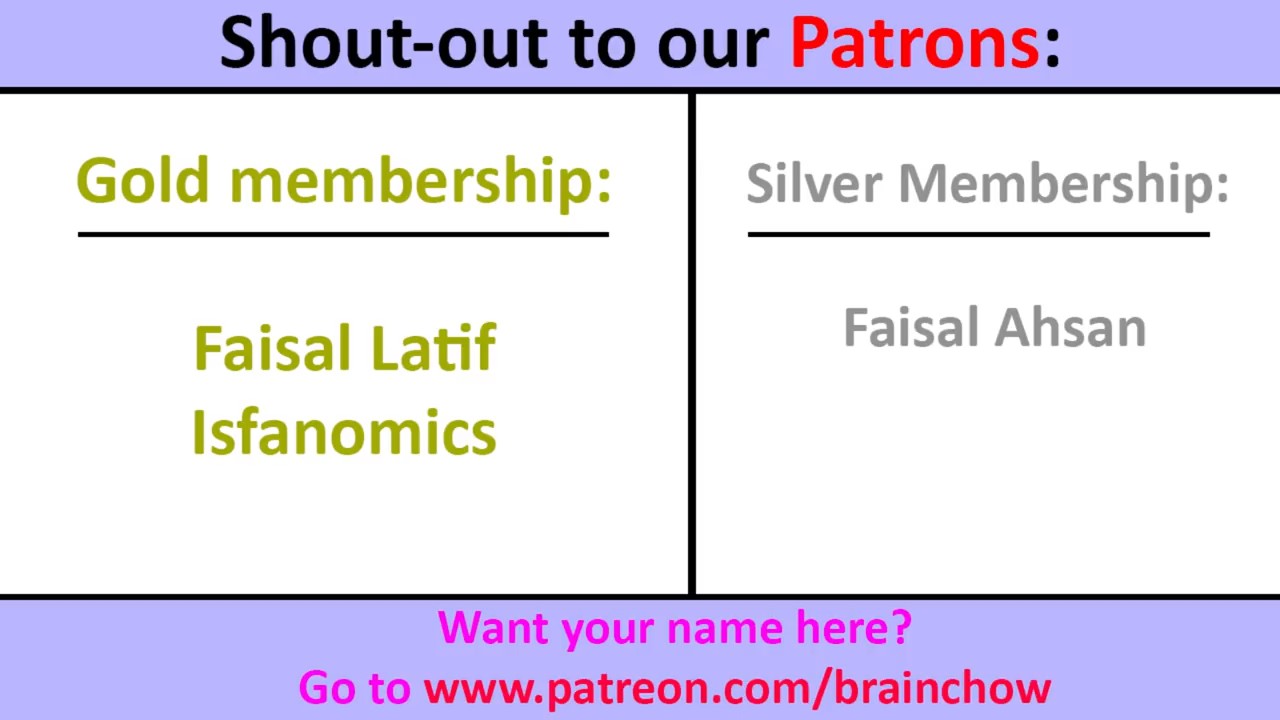 Shout-out to our Patrons:
Gold membership:
Faisal Latif
Isfanomics
Silver Membership:
Faisal Ahsan
Want your name here?
Go to www.patreon.com/brainchow